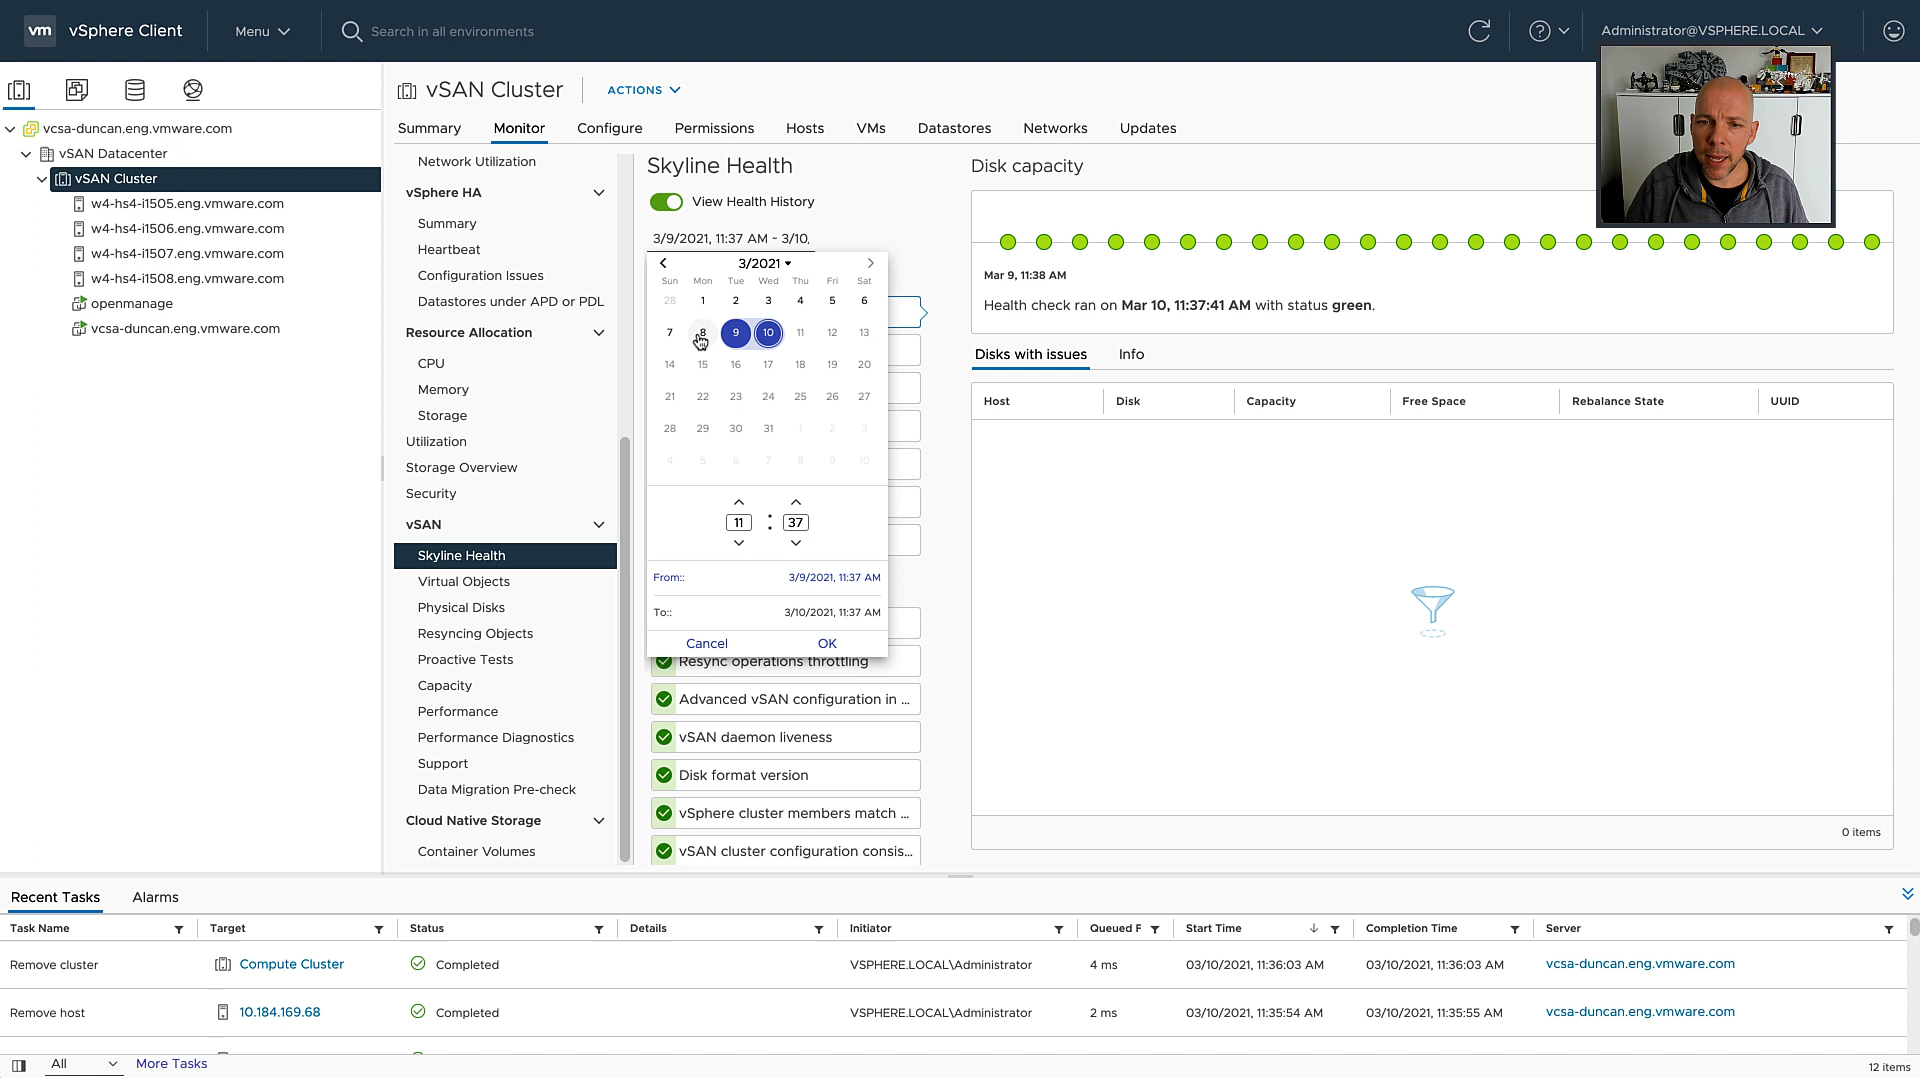 vm vSphere Client Menu Search in all environments Administrator@VSPHERE.LOCAL
vSAN Cluster ACTIONS
Summary Monitor Configure Permissions Hosts VMs Datastores Networks Updates
vcsa-duncan.eng.vmware.com
vSAN Datacenter
vSAN Cluster
w4-hs4-i1505.eng.vmware.com
w4-hs4-i1506.eng.vmware.com
w4-hs4-i1507.eng.vmware.com
w4-hs4-i1508.eng.vmware.com
openmanage
vcsa-duncan.eng.vmware.com
Network Utilization
vSphere HA
Summary
Heartbeat
Configuration Issues
Datastores under APD or PDL
Resource Allocation
CPU
Memory
Storage
Utilization
Storage Overview
Security
vSAN
Skyline Health
Virtual Objects
Physical Disks
Resyncing Objects
Proactive Tests
Capacity
Performance
Performance Diagnostics
Support
Data Migration Pre-check
Cloud Native Storage
Container Volumes
Skyline Health
View Health History
3/9/2021, 11:37 AM - 3/10,
3/2021
Sun Mon Tue Wed Thu Fri Sat
28 1 2 3 4 5 6
7 8 9 10 11 12 13
14 15 16 17 18 19 20
21 22 23 24 25 26 27
28 29 30 31 1 2 3
4 5 6 7 8 9 10
11 : 37
From:: 3/9/2021, 11:37 AM
To:: 3/10/2021, 11:37 AM
Cancel OK
Resync operations throttling
Advanced vSAN configuration in ...
vSAN daemon liveness
Disk format version
vSphere cluster members match ...
vSAN cluster configuration consis...
Disk capacity
Mar 9, 11:38 AM
Health check ran on Mar 10, 11:37:41 AM with status green.
Disks with issues Info
Host Disk Capacity Free Space Rebalance State UUID
0 items
Recent Tasks Alarms
Task Name Target Status Details Initiator Queued F Start Time Completion Time Server
Remove cluster Compute Cluster Completed VSPHERE.LOCAL\Administrator 4 ms 03/10/2021, 11:36:03 AM 03/10/2021, 11:36:03 AM vcsa-duncan.eng.vmware.com
Remove host 10.184.169.68 Completed VSPHERE.LOCAL\Administrator 2 ms 03/10/2021, 11:35:54 AM 03/10/2021, 11:35:55 AM vcsa-duncan.eng.vmware.com
All More Tasks 12 items